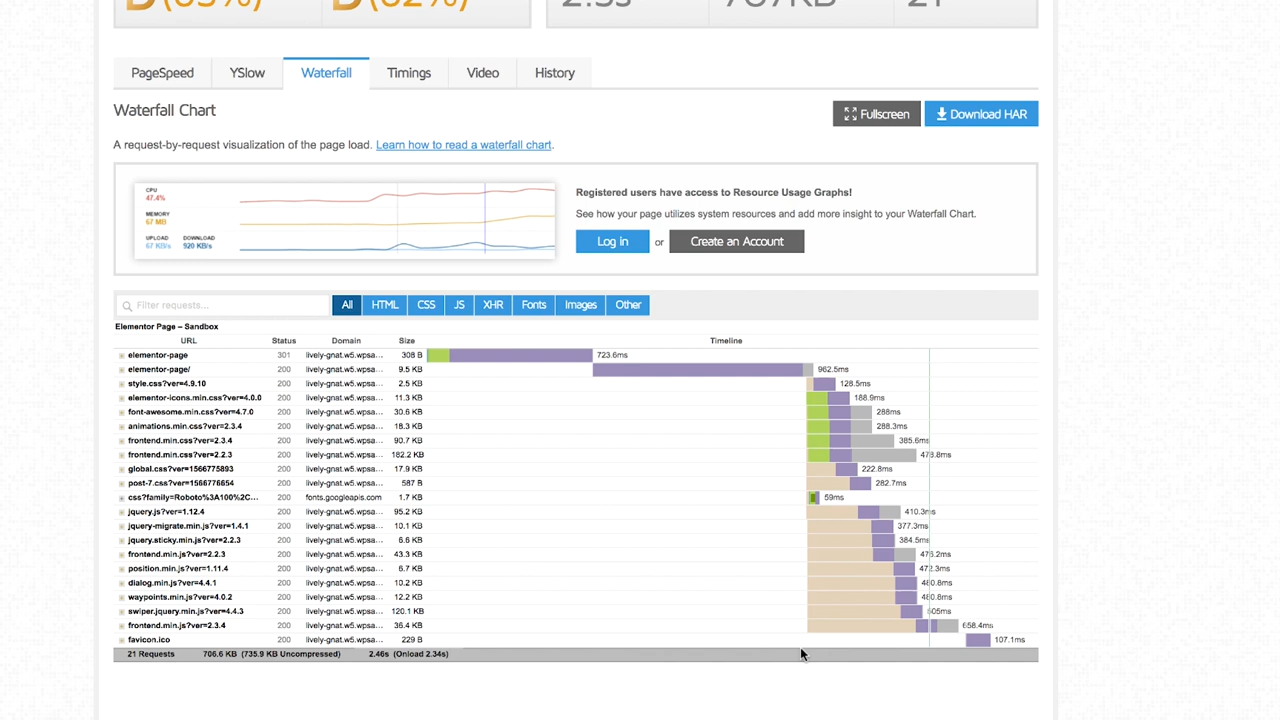 PageSpeed YSlow Waterfall Timings Video History
Waterfall Chart
Fullscreen Download HAR
A request-by-request visualization of the page load. Learn how to read a waterfall chart.
CPU
47.4%
MEMORY
67 MB
UPLOAD DOWNLOAD
67 KB/s 920 KB/s
Registered users have access to Resource Usage Graphs!
See how your page utilizes system resources and add more insight to your Waterfall Chart.
Log in or Create an Account
Filter requests... All HTML CSS JS XHR Fonts Images Other
Elementor Page – Sandbox
URL Status Domain Size Timeline
elementor-page 301 lively-gnat.w5.wpsa... 308 B 723.6ms
elementor-page/ 200 lively-gnat.w5.wpsa... 9.5 KB 962.5ms
style.css?ver=4.9.10 200 lively-gnat.w5.wpsa... 2.5 KB 128.5ms
elementor-icons.min.css?ver=4.0.0 200 lively-gnat.w5.wpsa... 11.3 KB 188.9ms
font-awesome.min.css?ver=4.7.0 200 lively-gnat.w5.wpsa... 30.6 KB 288ms
animations.min.css?ver=2.3.4 200 lively-gnat.w5.wpsa... 18.3 KB 288.3ms
frontend.min.css?ver=2.3.4 200 lively-gnat.w5.wpsa... 90.7 KB 385.6ms
frontend.min.css?ver=2.2.3 200 lively-gnat.w5.wpsa... 182.2 KB 473.8ms
global.css?ver=1566775893 200 lively-gnat.w5.wpsa... 17.9 KB 222.8ms
post-7.css?ver=1566776654 200 lively-gnat.w5.wpsa... 587 B 282.7ms
css?family=Roboto%3A100%2C... 200 fonts.googleapis.com 1.7 KB 59ms
jquery.js?ver=1.12.4 200 lively-gnat.w5.wpsa... 95.2 KB 410.3ms
jquery-migrate.min.js?ver=1.4.1 200 lively-gnat.w5.wpsa... 10.1 KB 377.3ms
jquery.sticky.min.js?ver=2.2.3 200 lively-gnat.w5.wpsa... 6.6 KB 384.5ms
frontend.min.js?ver=2.2.3 200 lively-gnat.w5.wpsa... 43.3 KB
position.min.js?ver=1.11.4 200 lively-gnat.w5.wpsa... 6.7 KB
dialog.min.js?ver=4.4.1 200 lively-gnat.w5.wpsa... 10.2 KB 480.8ms
waypoints.min.js?ver=4.0.2 200 lively-gnat.w5.wpsa... 12.2 KB 480.8ms
swiper.jquery.min.js?ver=4.4.3 200 lively-gnat.w5.wpsa... 120.1 KB 505ms
frontend.min.js?ver=2.3.4 200 lively-gnat.w5.wpsa... 36.4 KB 658.4ms
favicon.ico 200 lively-gnat.w5.wpsa... 229 B 107.1ms
21 Requests 706.6 KB (735.9 KB Uncompressed) 2.46s (Onload 2.34s)